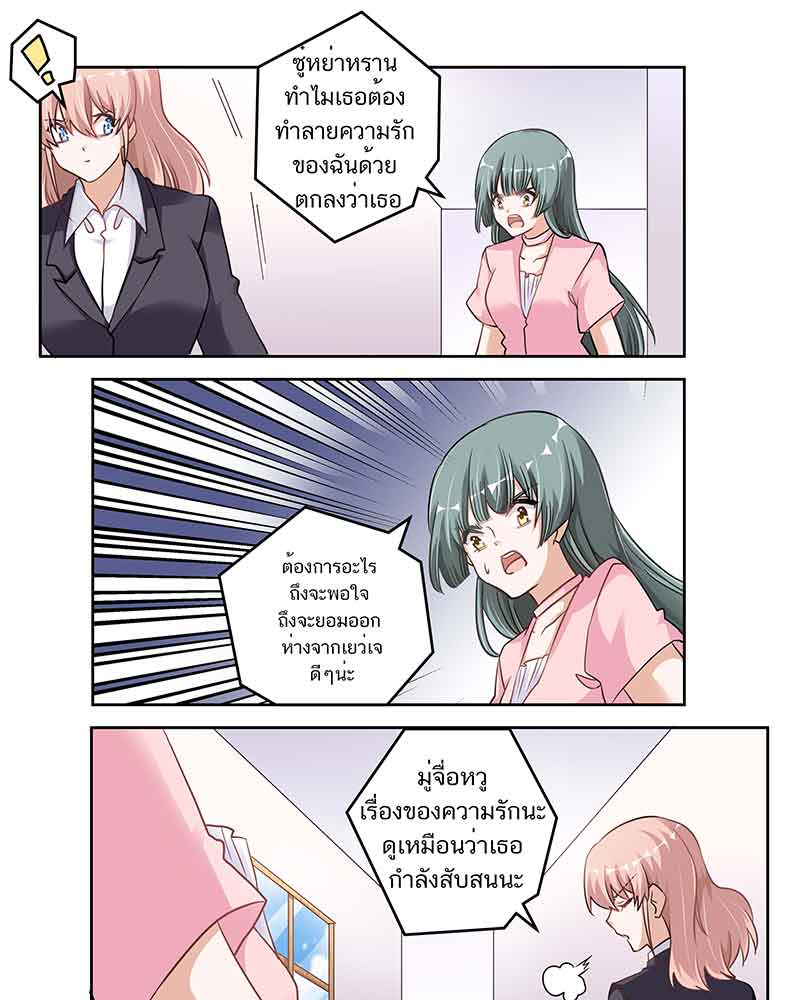 ซู่หย่าหราน
ทำไมเธอต้อง
ทำลายความรัก
ของฉันด้วย
ตกลงว่าเธอ
ต้องการอะไร
ถึงจะพอใจ
ถึงจะยอมออก
ห่างจากเยว่เจ๋
ดีๆน่ะ
มู่จื่อหวู
เรื่องของความรักนะ
ดูเหมือนว่าเธอ
กำลังสับสนนะ